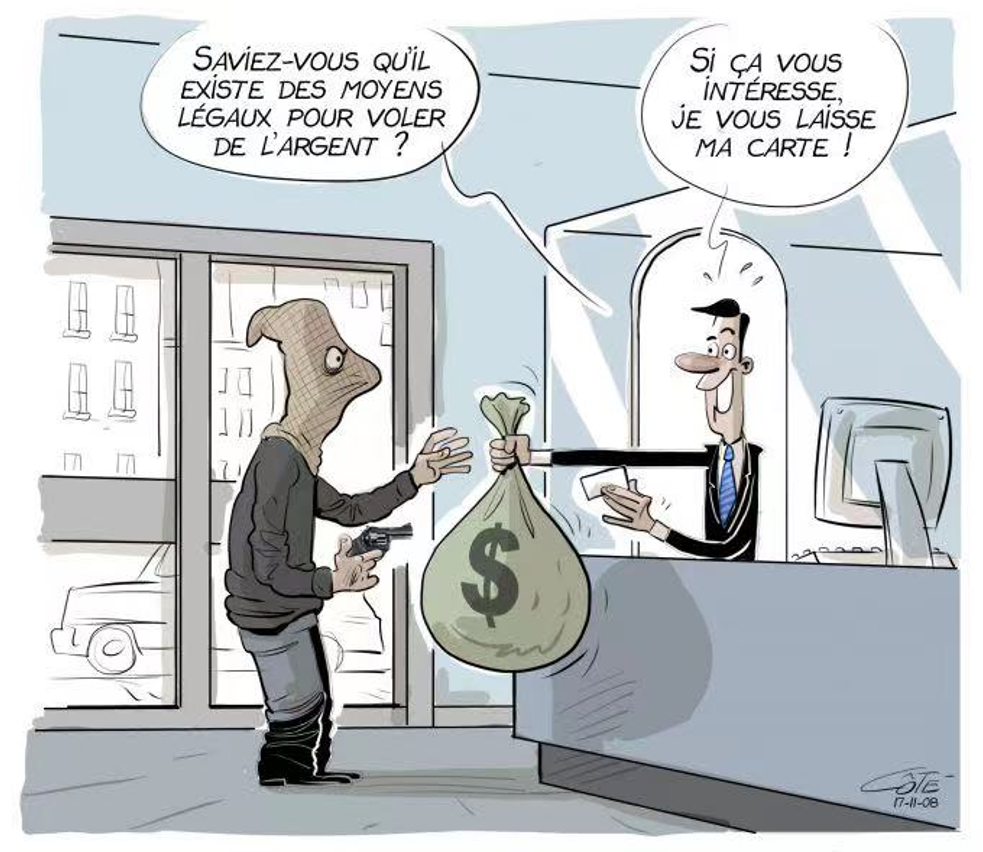 SAVIEZ-VOUS QU'IL
EXISTE DES MOYENS
LÉGAUX POUR VOLER
DE L'ARGENT ?
SI ÇA VOUS
INTÉRESSE,
JE VOUS LAISSE
MA CARTE !
$
CÔTÉ
17-11-08